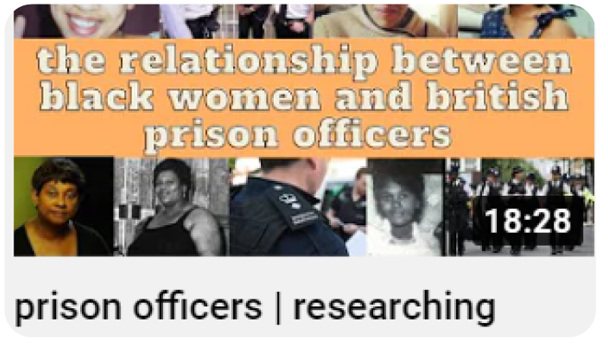 the relationship between
black women and british
prison officers
18:28
prison officers | researching